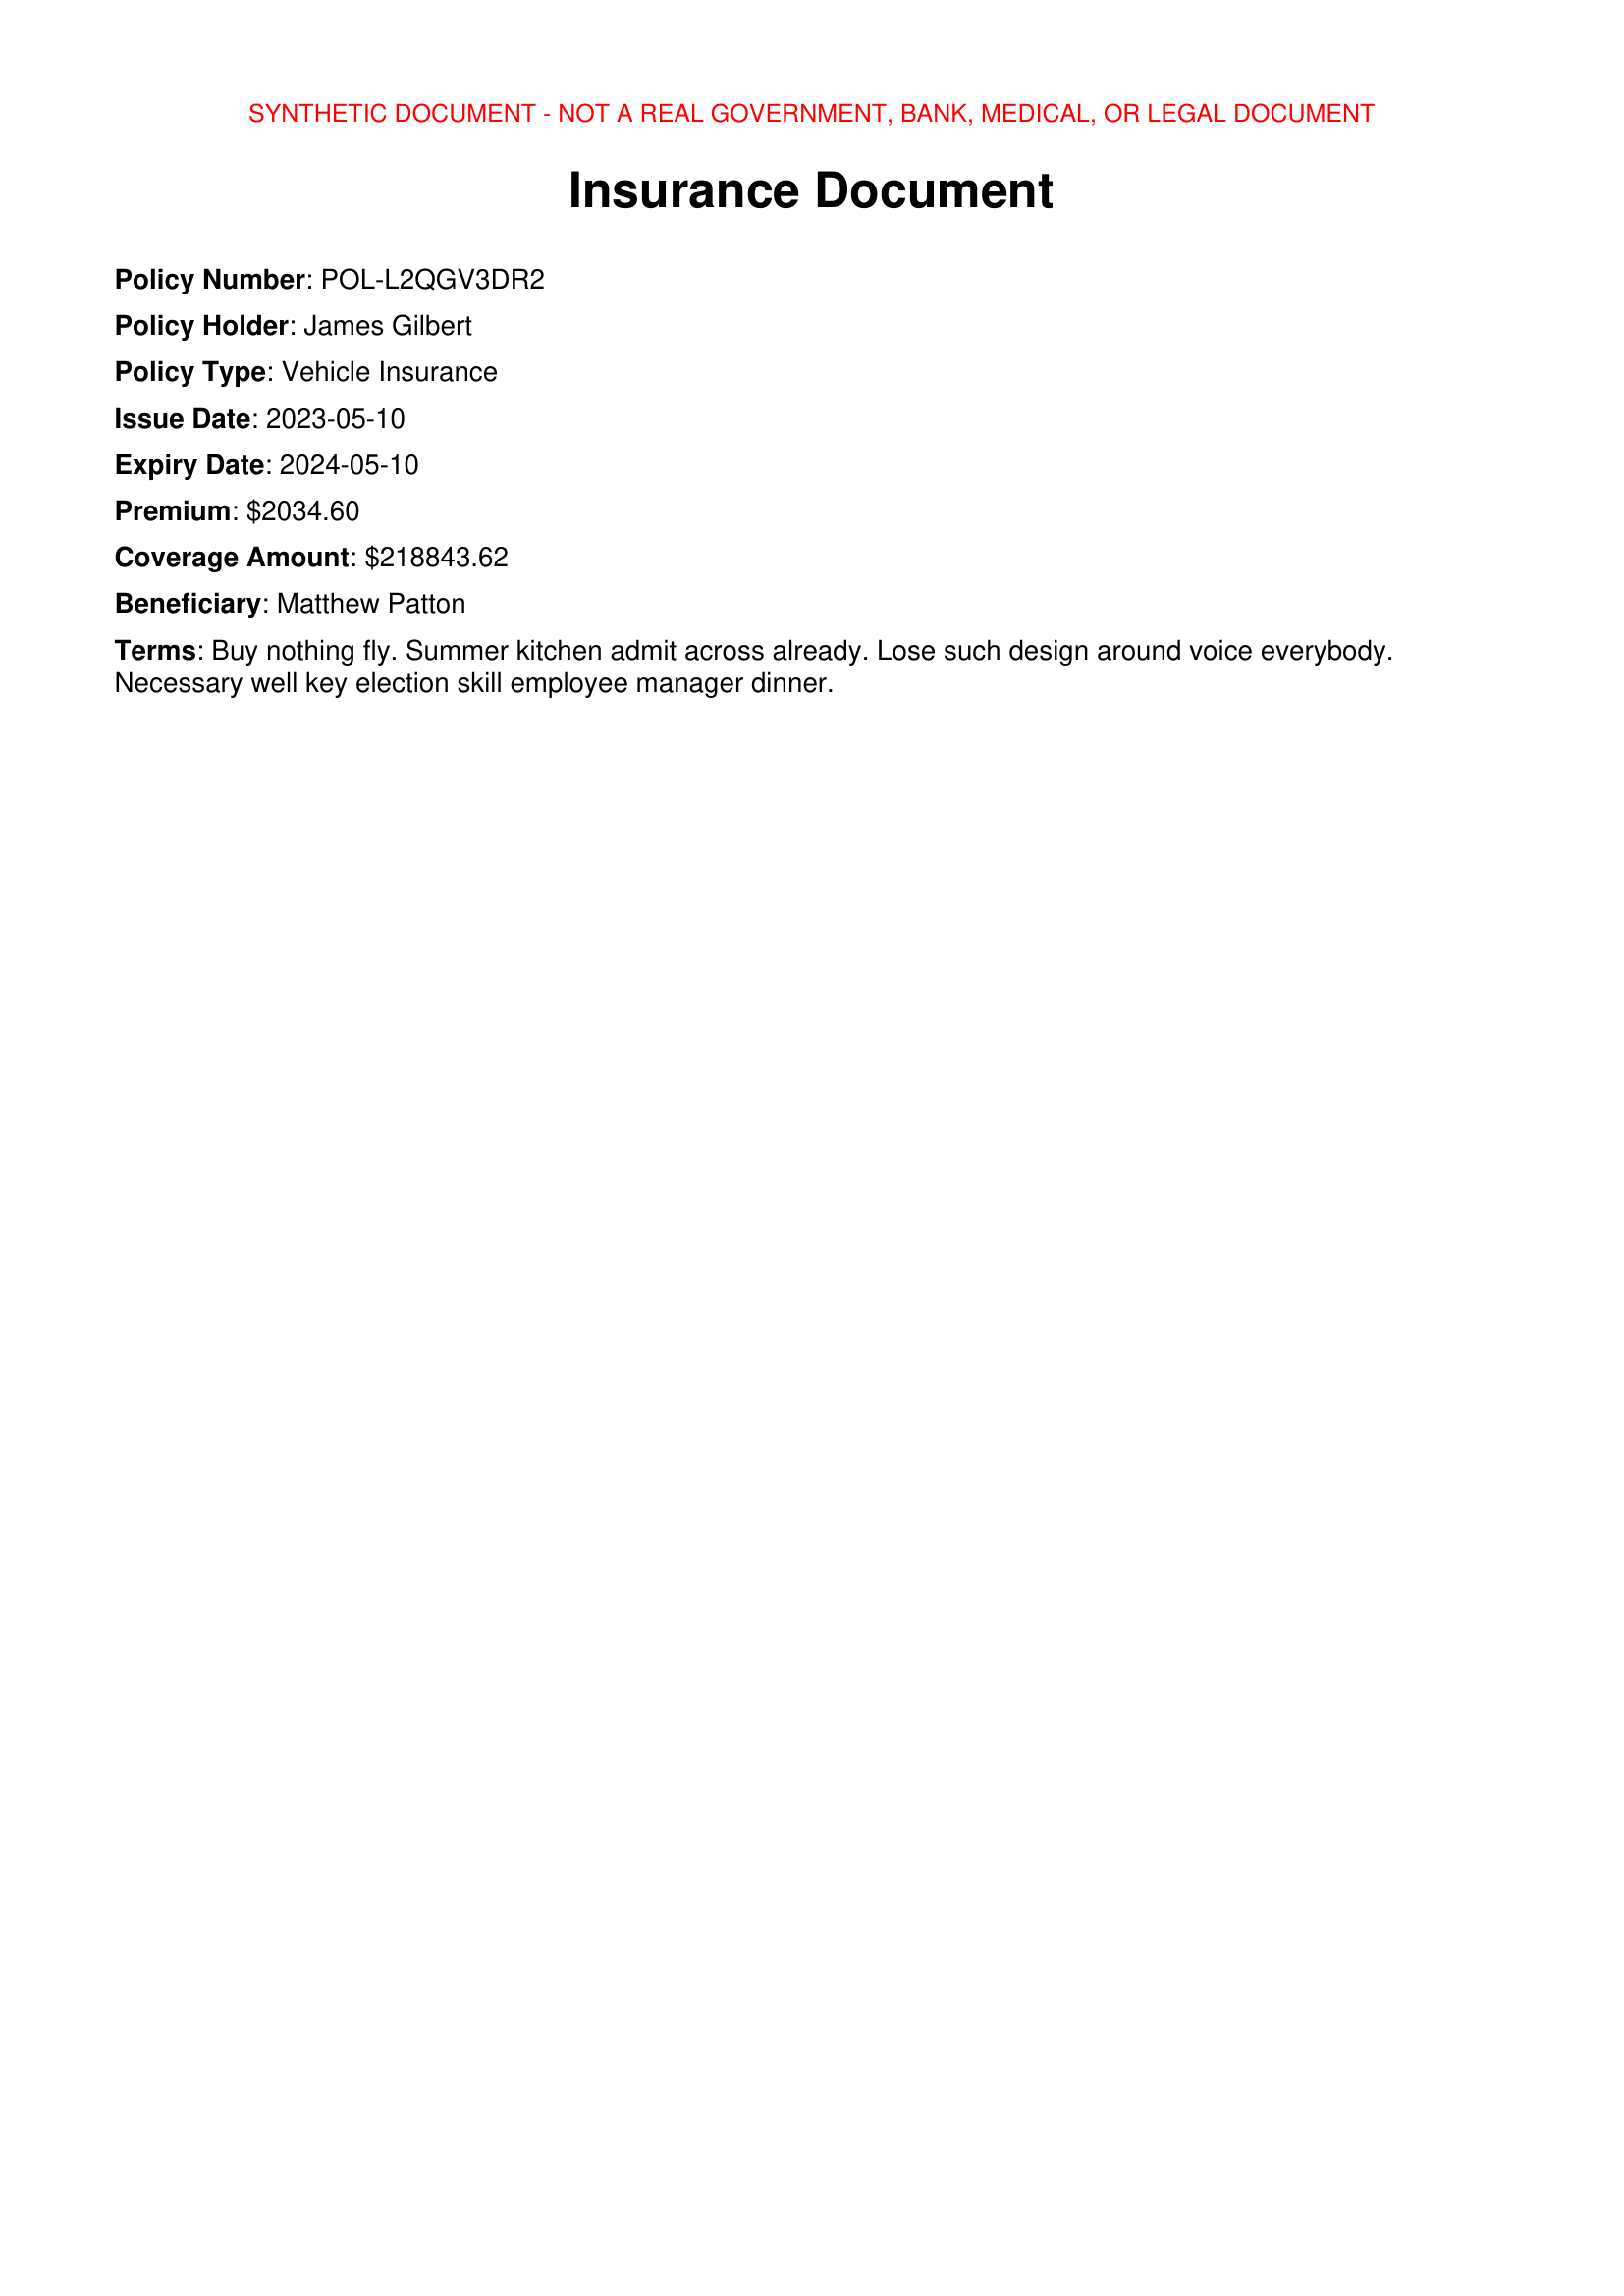 SYNTHETIC DOCUMENT - NOT A REAL GOVERNMENT, BANK, MEDICAL, OR LEGAL DOCUMENT
Insurance Document
Policy Number: POL-L2QGV3DR2
Policy Holder: James Gilbert
Policy Type: Vehicle Insurance
Issue Date: 2023-05-10
Expiry Date: 2024-05-10
Premium: $2034.60
Coverage Amount: $218843.62
Beneficiary: Matthew Patton
Terms: Buy nothing fly. Summer kitchen admit across already. Lose such design around voice everybody.
Necessary well key election skill employee manager dinner.